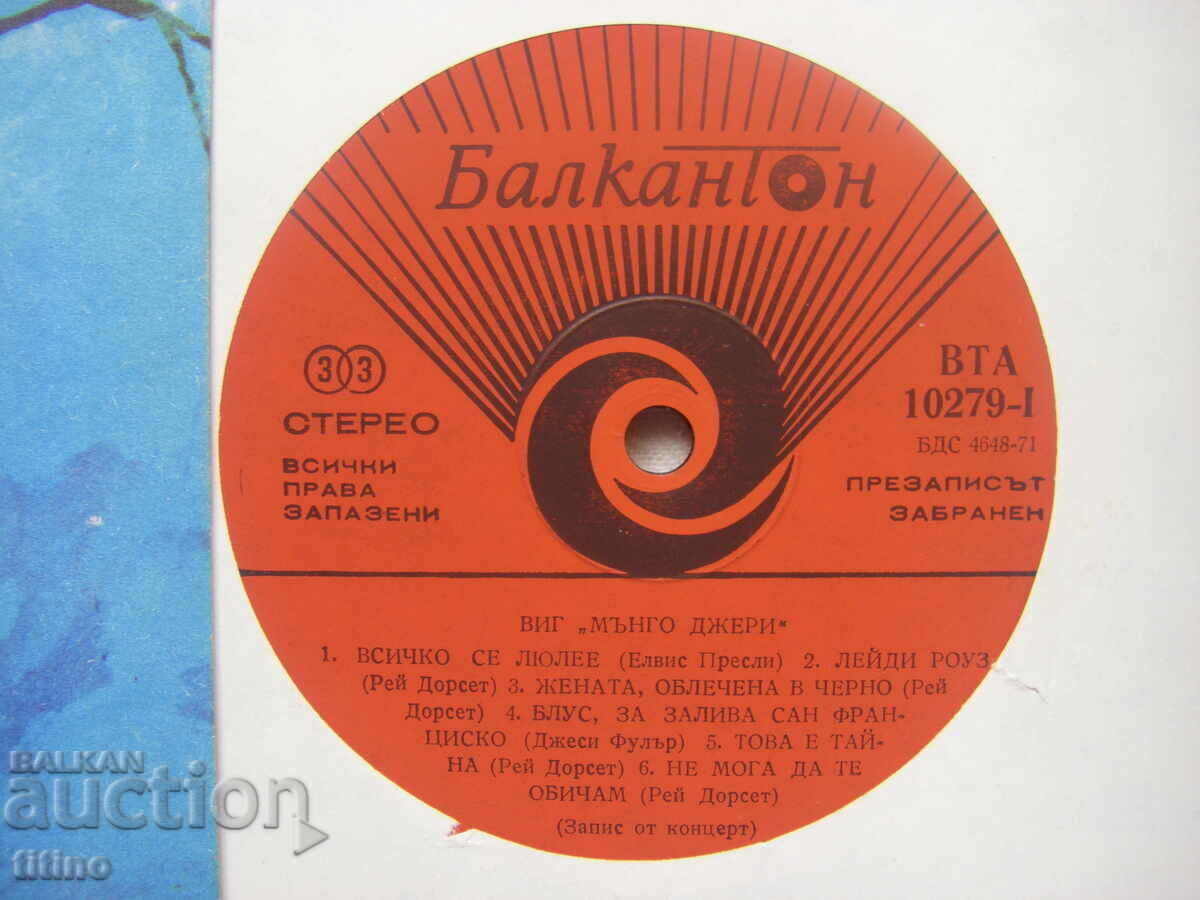 Балкантон
33
СТЕРЕО
ВСИЧКИ
ПРАВА
ЗАПАЗЕНИ
ВТА
10279-I
БДС 4648-71
ПРЕЗАПИСЪТ
ЗАБРАНЕН
ВИГ „МЪНГО ДЖЕРИ“
1. ВСИЧКО СЕ ЛЮЛЕЕ (Елвис Пресли) 2. ЛЕЙДИ РОУЗ
(Рей Дорсет) 3. ЖЕНАТА, ОБЛЕЧЕНА В ЧЕРНО (Рей
Дорсет) 4. БЛУС, ЗА ЗАЛИВА САН ФРАН-
ЦИСКО (Джеси Фулър) 5. ТОВА Е ТАЙ-
НА (Рей Дорсет) 6. НЕ МОГА ДА ТЕ
ОБИЧАМ (Рей Дорсет)
(Запис от концерт)
BALKAN
auction
titino